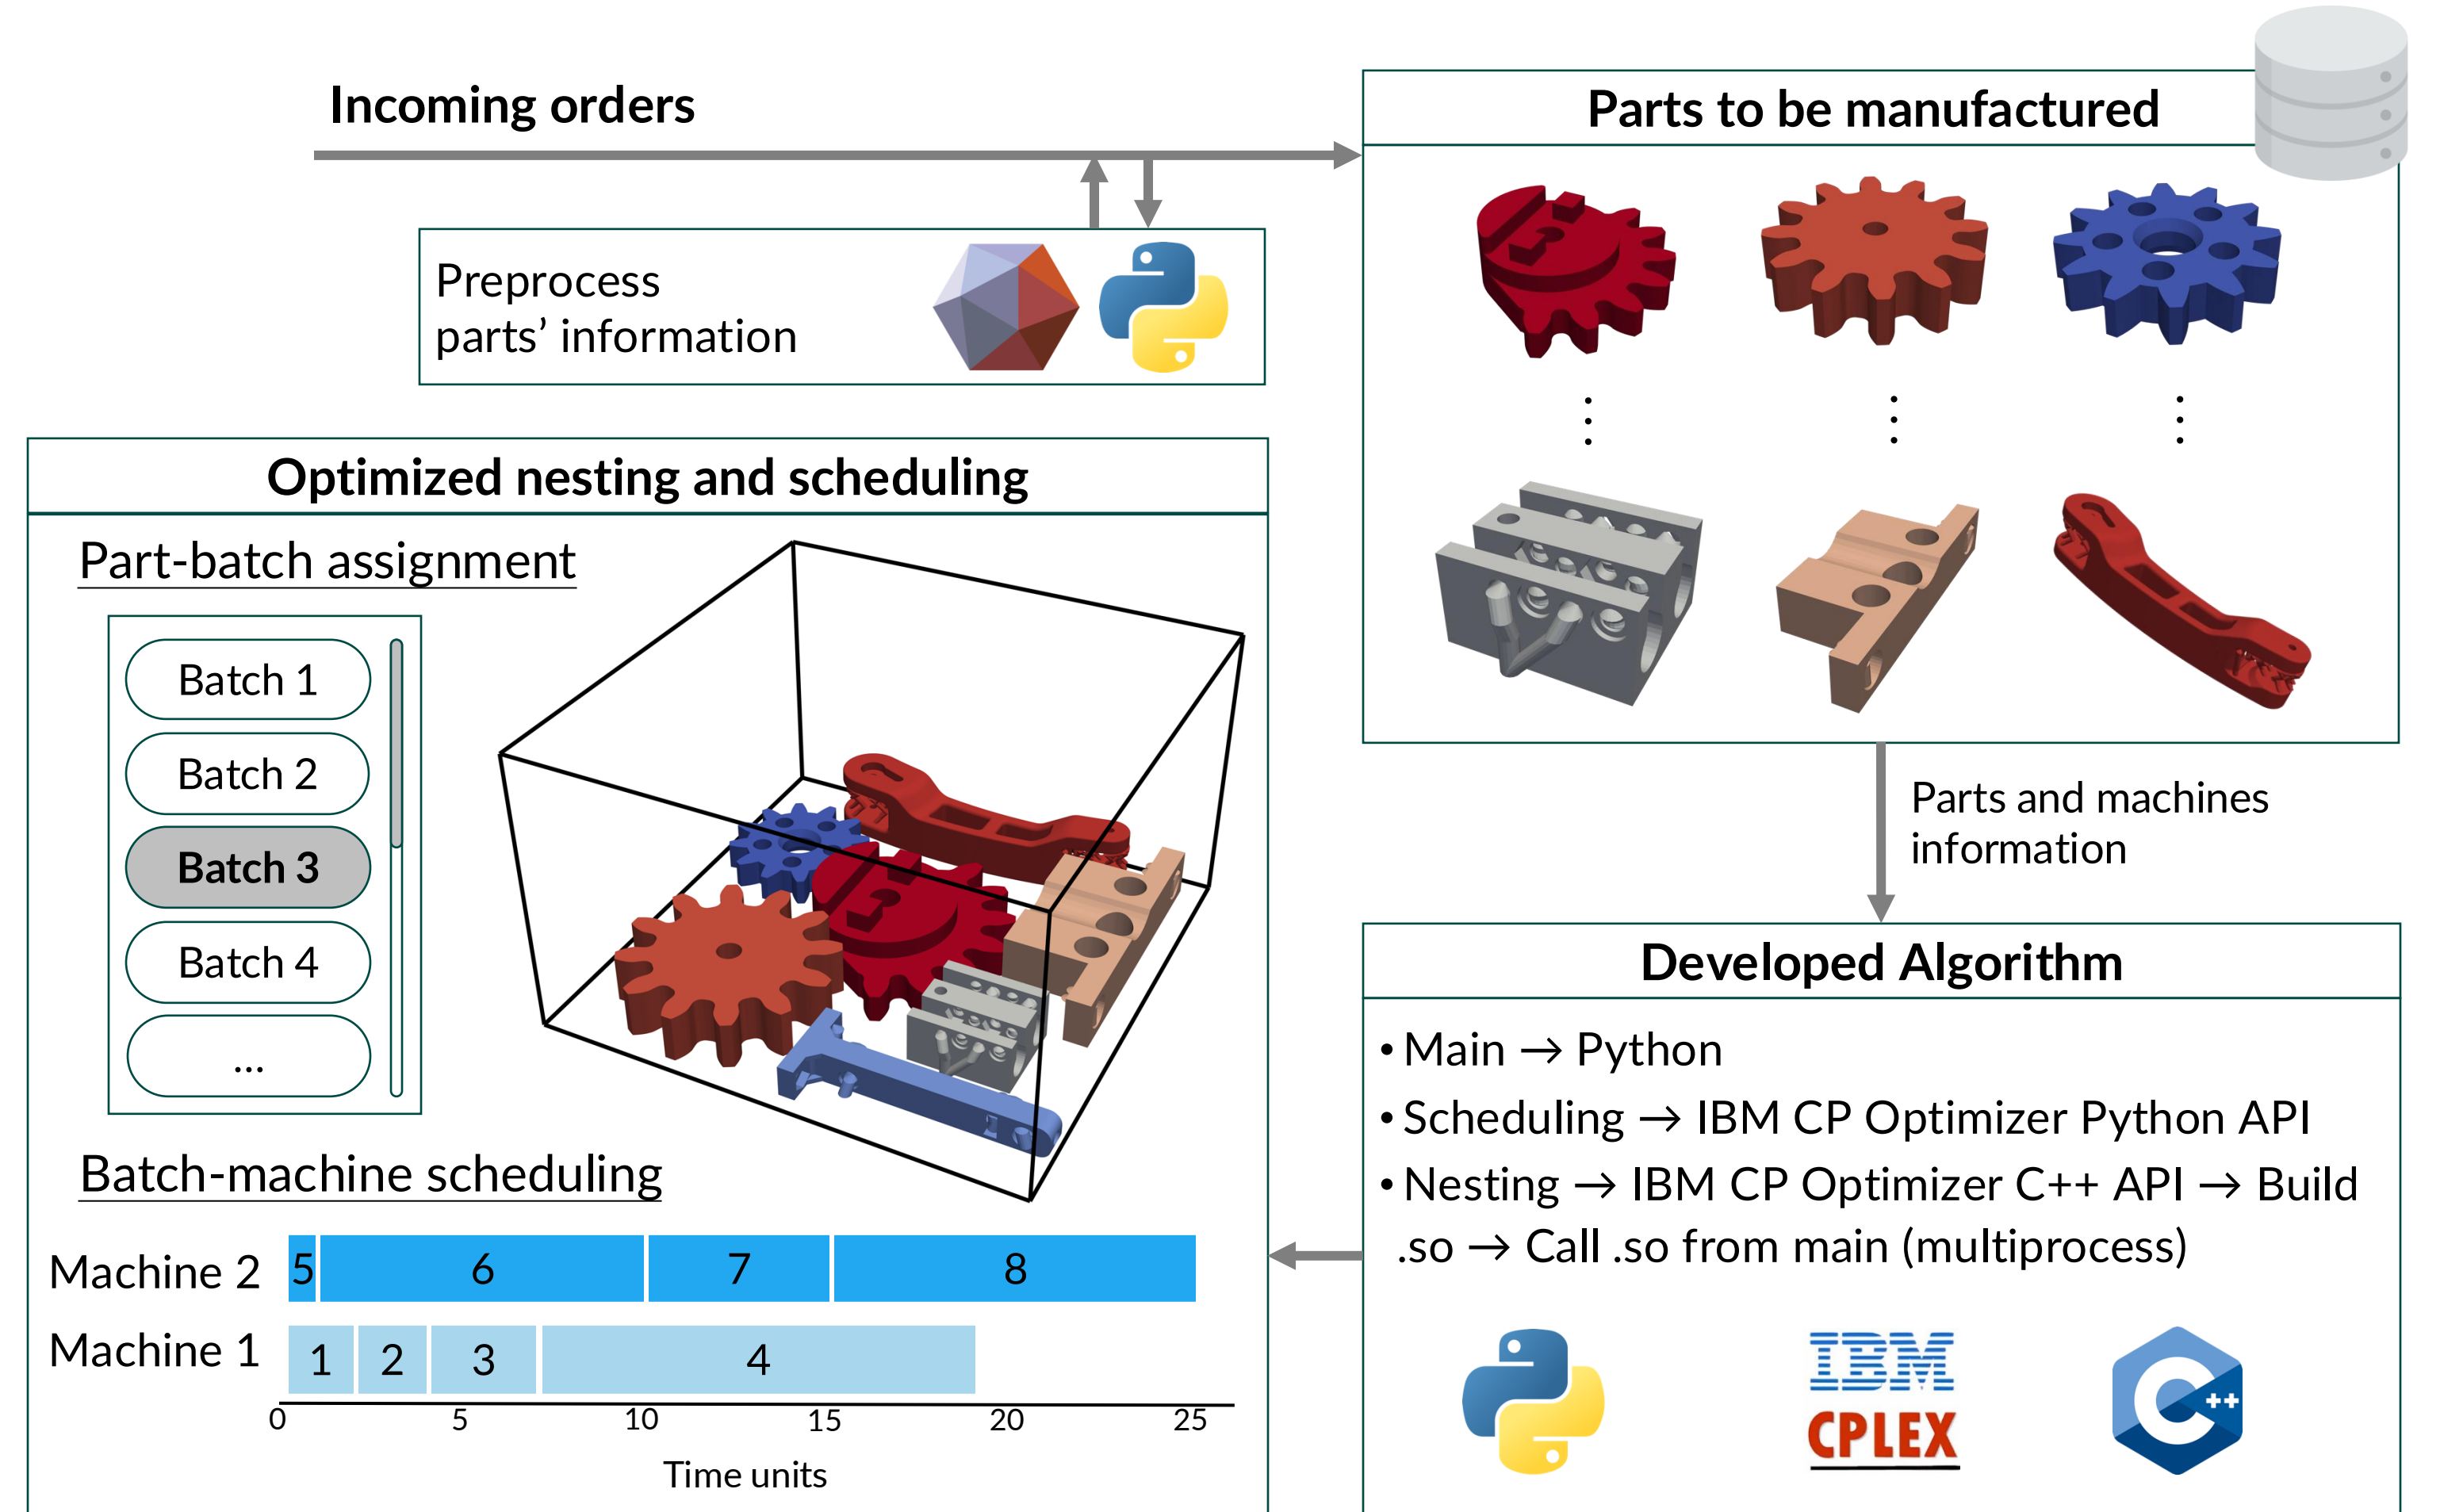 Incoming orders
Preprocess
parts’ information
Parts to be manufactured
Parts and machines
information
Developed Algorithm
• Main → Python
• Scheduling → IBM CP Optimizer Python API
• Nesting → IBM CP Optimizer C++ API → Build
.so → Call .so from main (multiprocess)
IBM
CPLEX
C++
Optimized nesting and scheduling
Part-batch assignment
Batch 1
Batch 2
Batch 3
Batch 4
...
Batch-machine scheduling
Machine 2 5 6 7 8
Machine 1 1 2 3 4
0 5 10 15 20 25
Time units